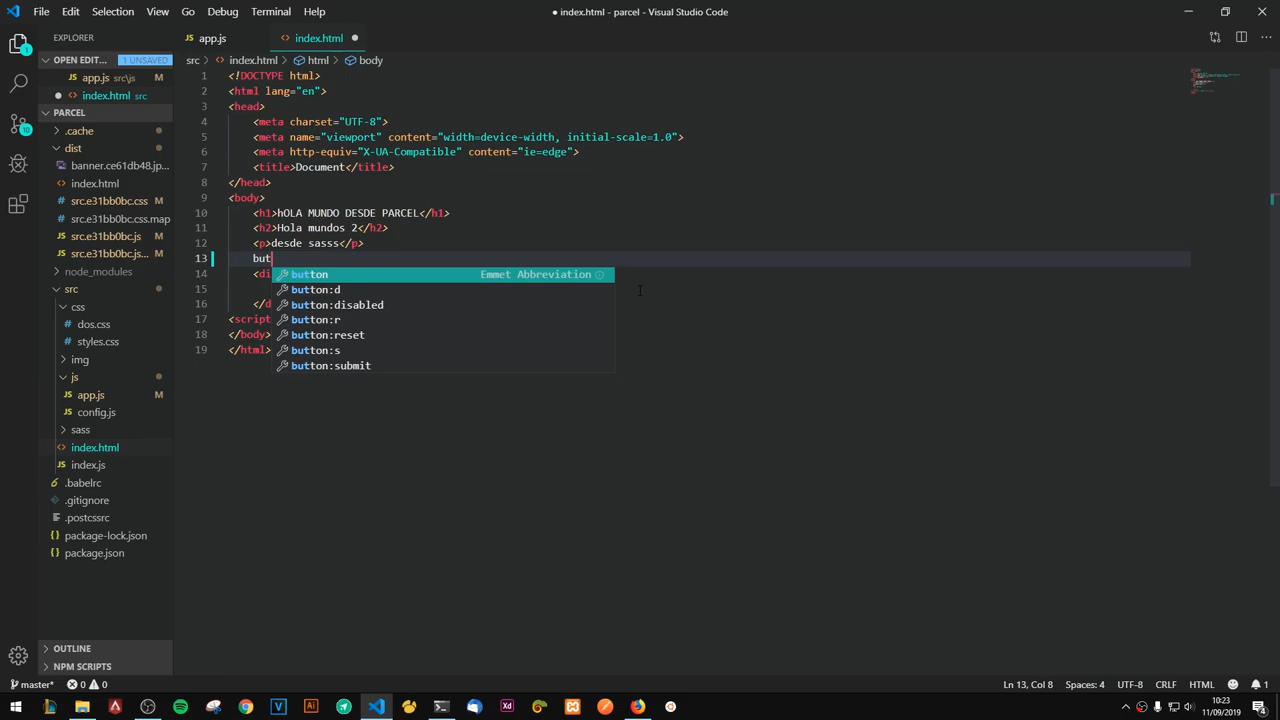 File Edit Selection View Go Debug Terminal Help
● index.html - parcel - Visual Studio Code
EXPLORER
OPEN EDIT... 1 UNSAVED
app.js src\js M
index.html src
PARCEL
.cache
dist
banner.ce61db48.jp...
index.html
src.e31bb0bc.css
src.e31bb0bc.css.map
src.e31bb0bc.js
src.e31bb0bc.js...
node_modules
src
css
dos.css
styles.css
img
js
app.js M
config.js
sass
index.html
index.js
.babelrc
.gitignore
.postcssrc
package-lock.json
package.json
OUTLINE
NPM SCRIPTS
JS app.js <> index.html
src > <> index.html > html > body
1 <!DOCTYPE html>
2 <html lang="en">
3 <head>
4 <meta charset="UTF-8">
5 <meta name="viewport" content="width=device-width, initial-scale=1.0">
6 <meta http-equiv="X-UA-Compatible" content="ie=edge">
7 <title>Document</title>
8 </head>
9 <body>
10 <h1>hOLA MUNDO DESDE PARCEL</h1>
11 <h2>Hola mundos 2</h2>
12 <p>desde sasss</p>
13 but
14 <di
15
16 </d
17 <script
18 </body>
19 </html>
button Emmet Abbreviation
button:d
button:disabled
button:r
button:reset
button:s
button:submit
master* 0 0 Ln 13, Col 8 Spaces: 4 UTF-8 CRLF HTML 1
10:23
11/09/2019